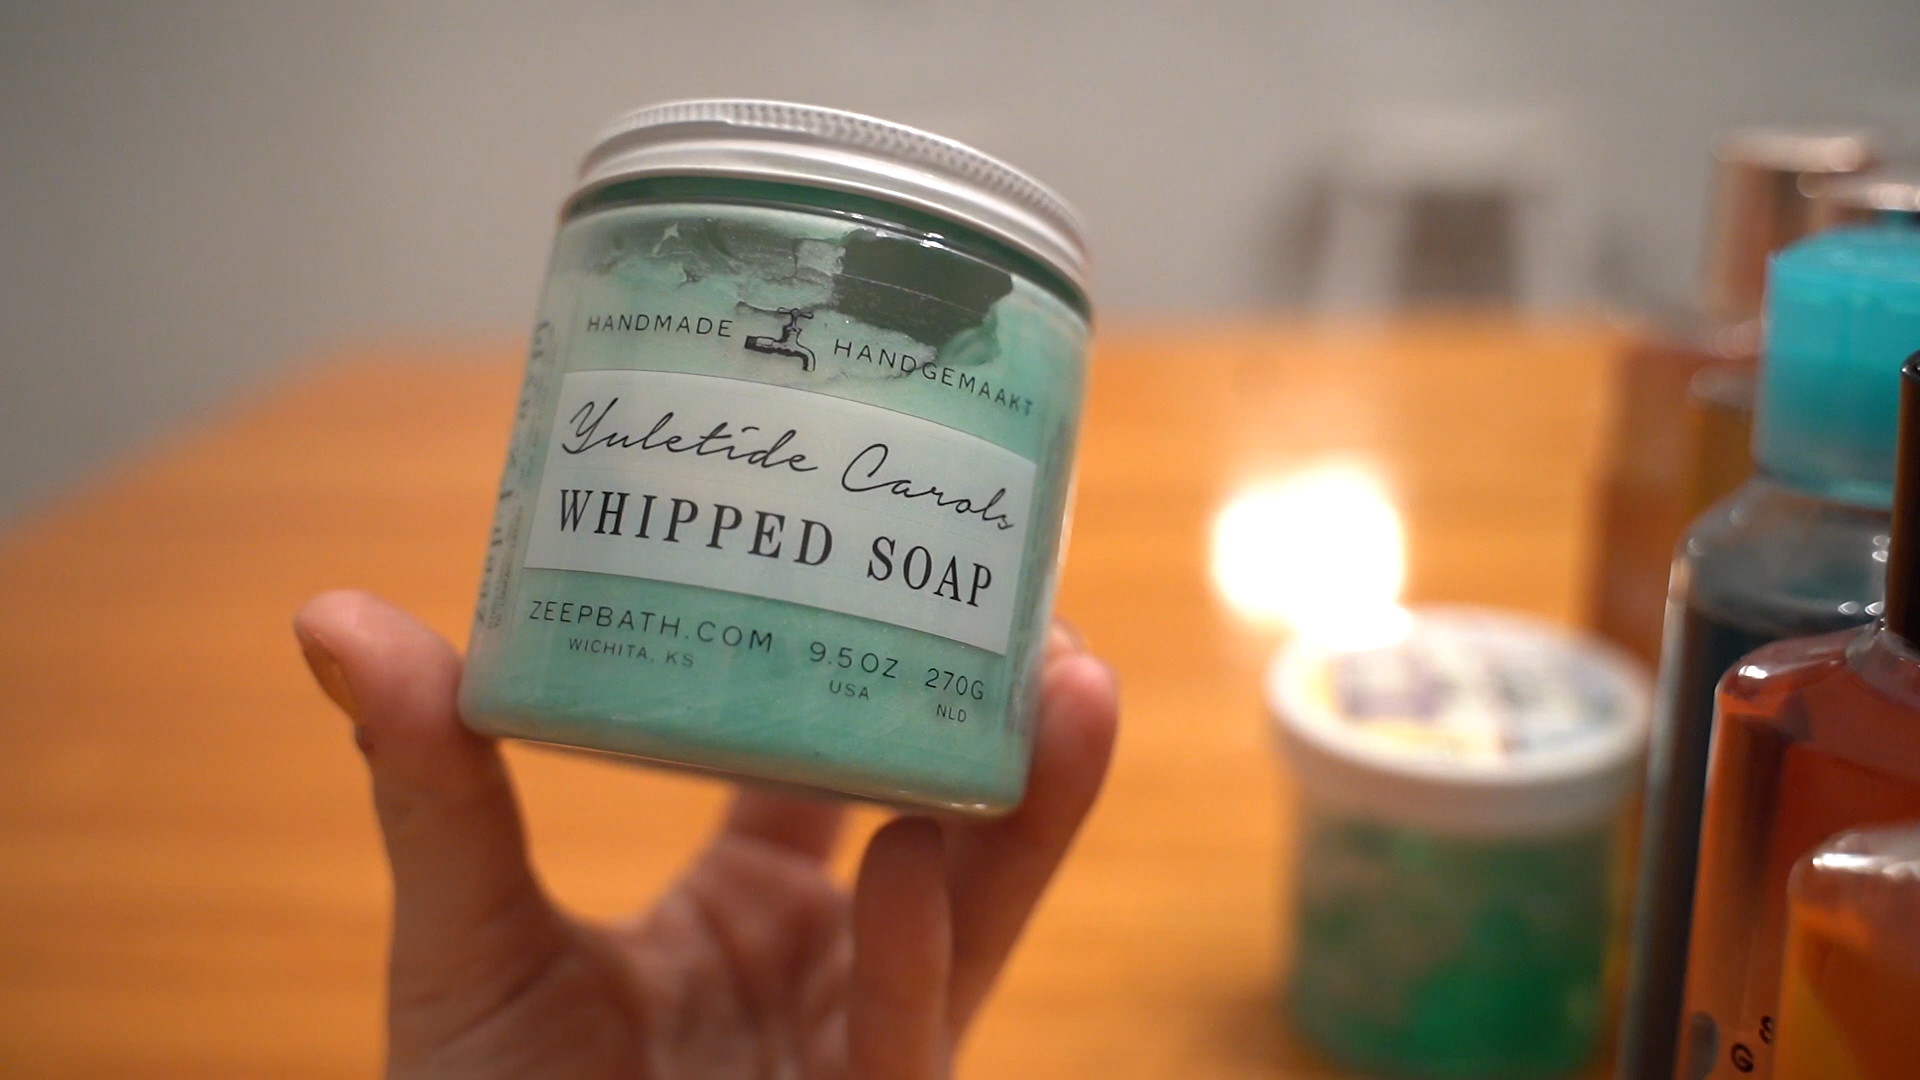 HANDMADE HANDGEMAAKT
Yuletide Carols
WHIPPED SOAP
ZEEPBATH.COM 9.5OZ 270G
WICHITA, KS USA NLD